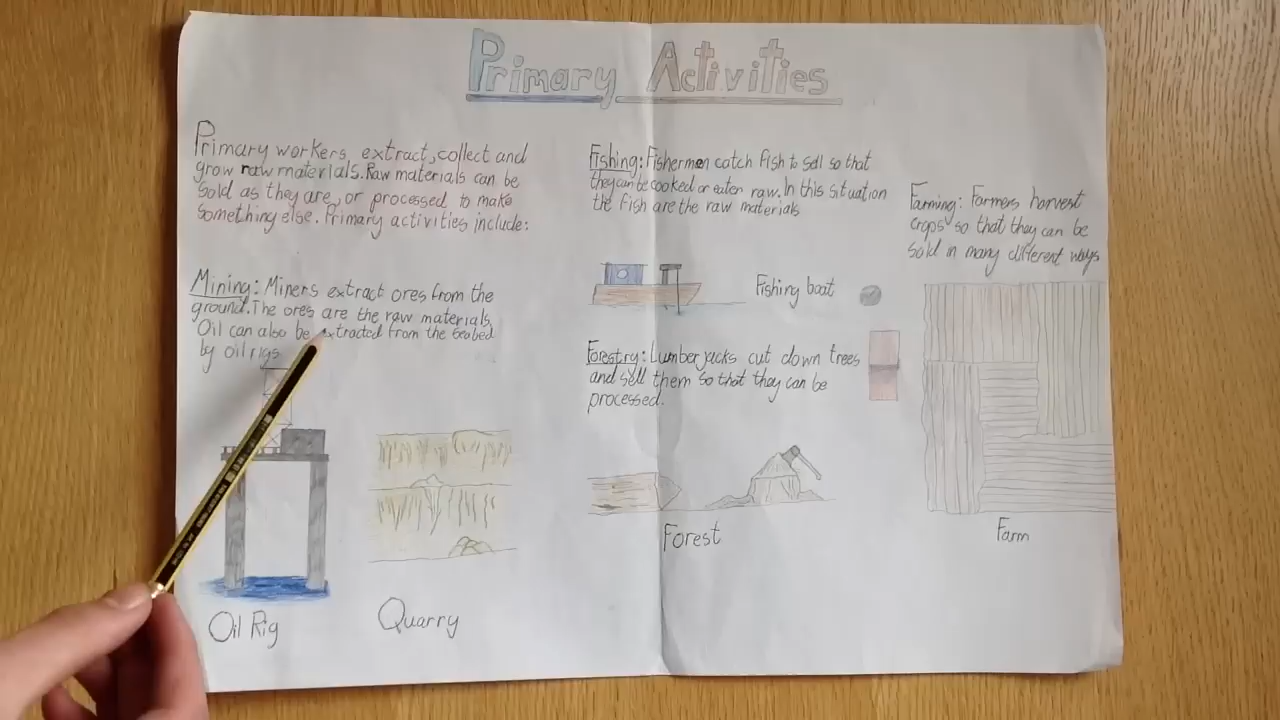 Primary Activities
Primary workers extract, collect and
grow raw materials. Raw materials can be
sold as they are, or processed to make
something else. Primary activities include:
Mining: Miners extract ores from the
ground. The ores are the raw materials.
Oil can also be extracted from the seabed
by oil rigs
Oil Rig
Quarry
Fishing: Fishermen catch fish to sell so that
they can be cooked or eaten raw. In this situation
the fish are the raw materials
Fishing boat
Forestry: Lumberjacks cut down trees
and sell them so that they can be
processed.
Forest
Farming: Farmers harvest
crops so that they can be
sold in many different ways
Farm